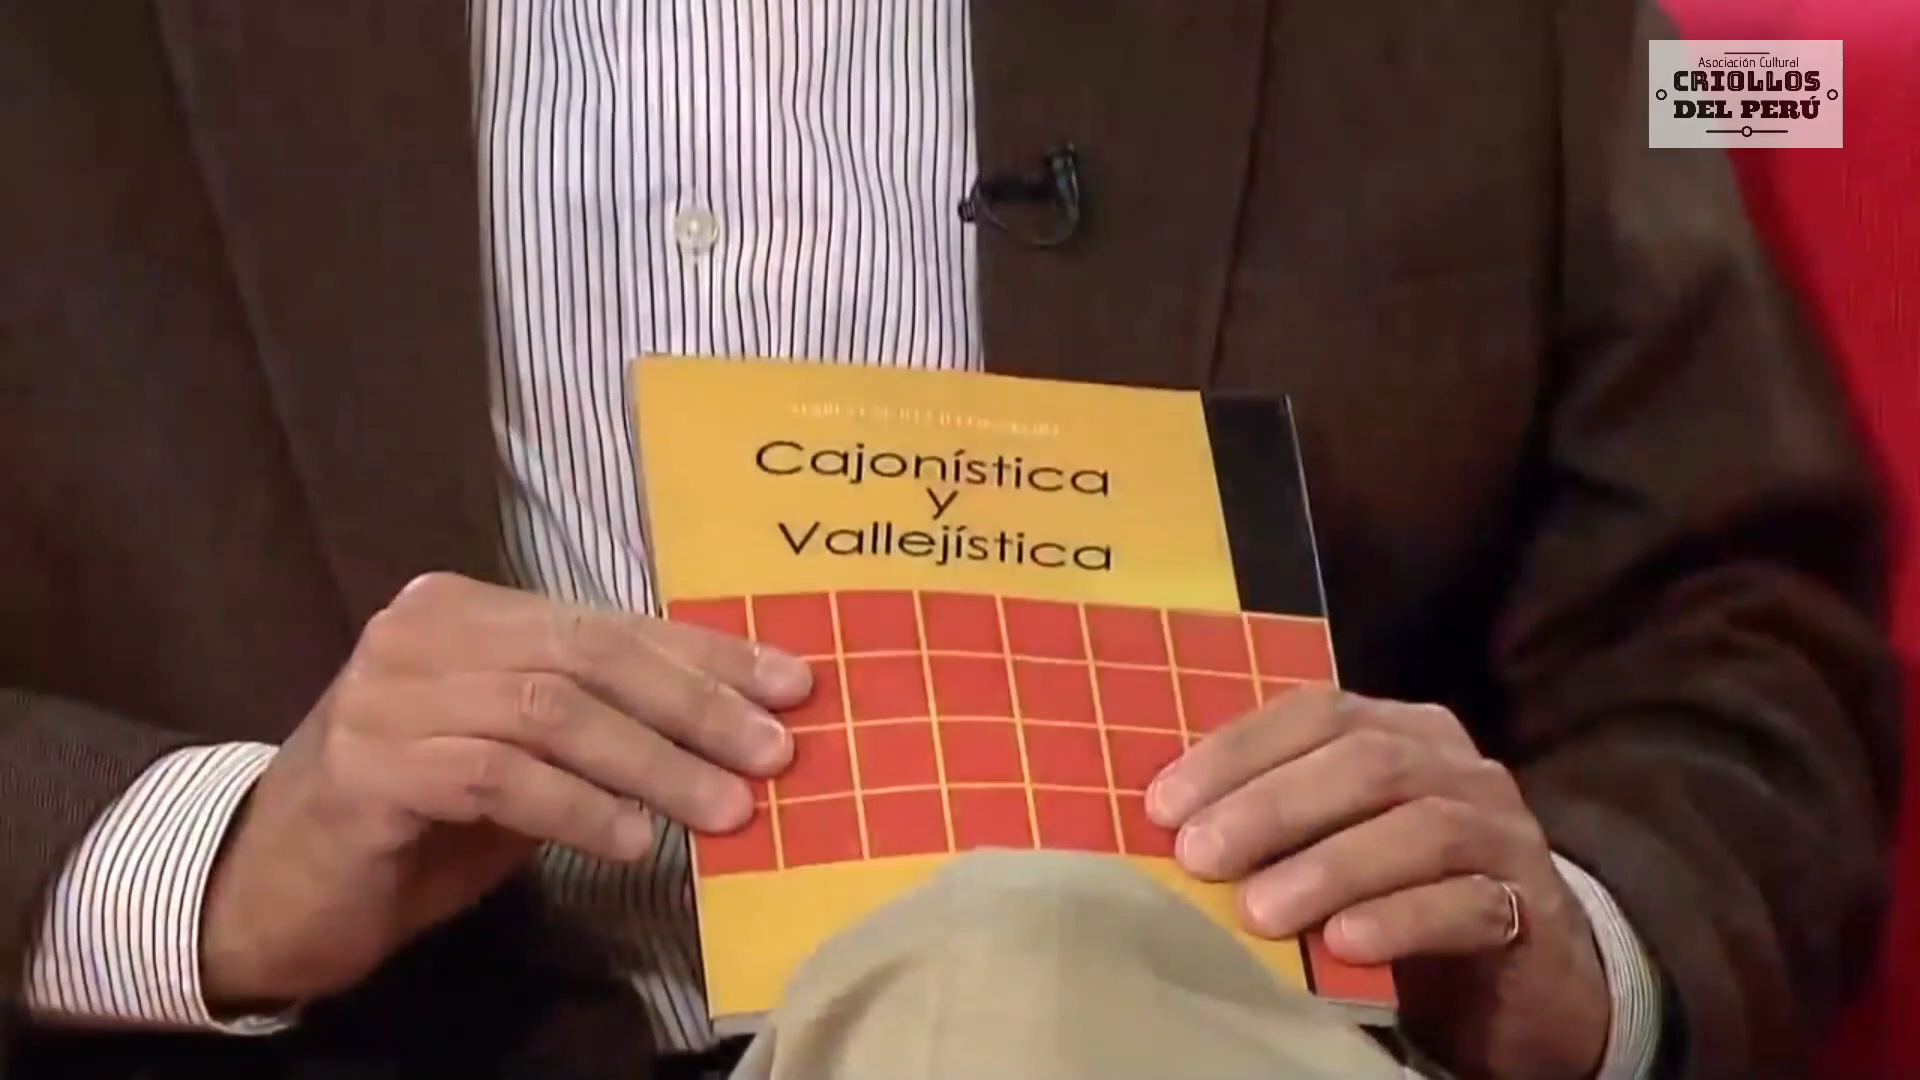 Asociación Cultural
CRIOLLOS
DEL PERÚ
Cajonística
y
Vallejística